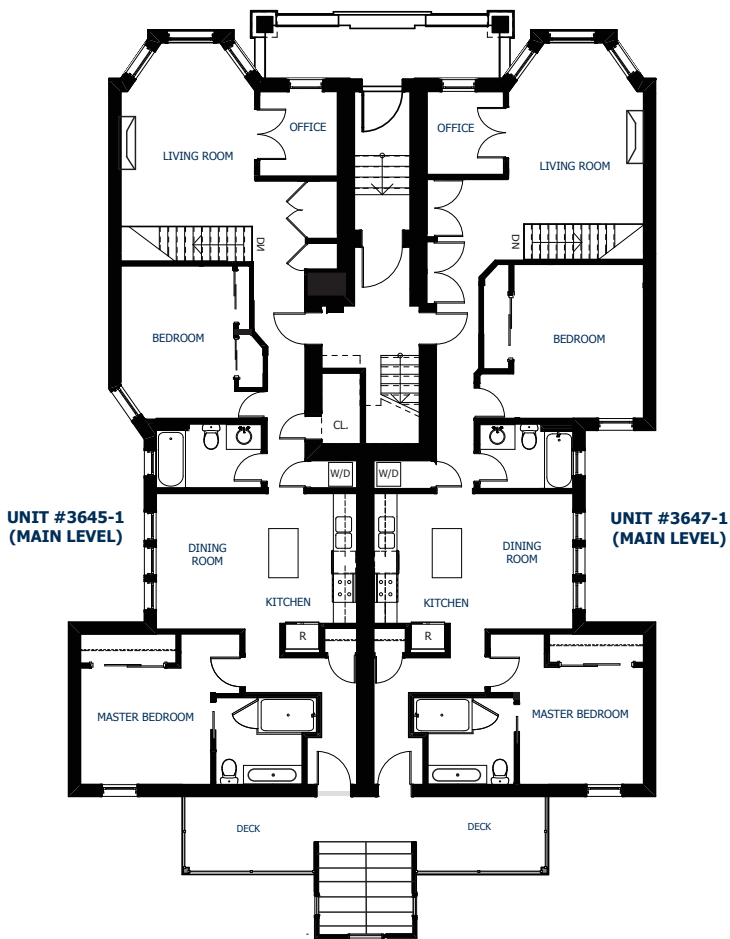 OFFICE
OFFICE
LIVING ROOM
LIVING ROOM
DN
DN
BEDROOM
BEDROOM
CL.
W/D
W/D
UNIT #3645-1
(MAIN LEVEL)
UNIT #3647-1
(MAIN LEVEL)
DINING
ROOM
DINING
ROOM
KITCHEN
KITCHEN
R
R
MASTER BEDROOM
MASTER BEDROOM
DECK
DECK